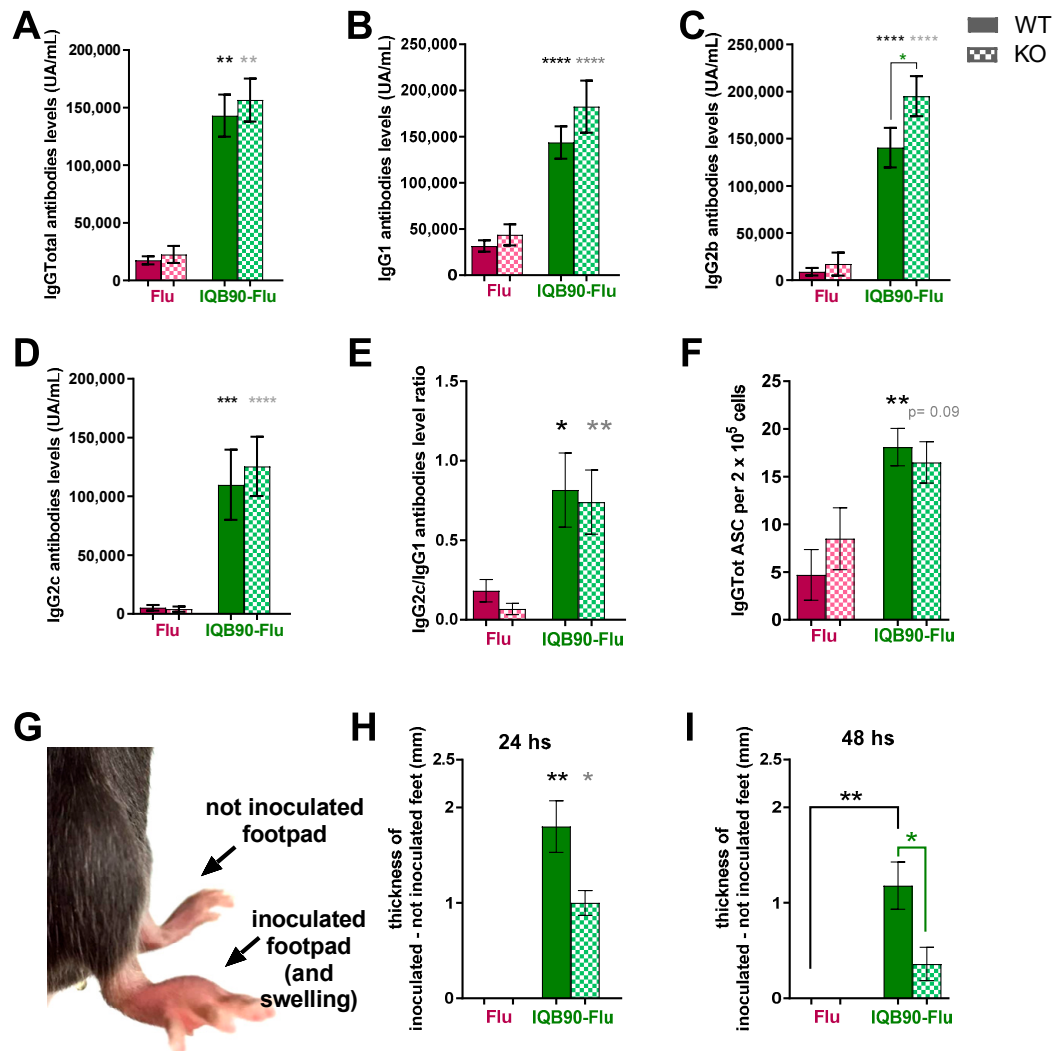 A
B
C
WT
KO
IgGTotal antibodies levels (UA/mL)
200,000
150,000
100,000
50,000
0
** **
Flu
IQB90-Flu
IgG1 antibodies levels (UA/mL)
250,000
200,000
150,000
100,000
50,000
0
**** ****
Flu
IQB90-Flu
IgG2b antibodies levels (UA/mL)
250,000
200,000
150,000
100,000
50,000
0
**** ****
*
Flu
IQB90-Flu
D
E
F
IgG2c antibodies levels (UA/mL)
200,000
150,000
100,000
50,000
0
*** ****
Flu
IQB90-Flu
IgG2c/IgG1 antibodies level ratio
1.5
1.0
0.5
0.0
* **
Flu
IQB90-Flu
IgGTot ASC per 2 x 10⁵ cells
25
20
15
10
5
0
**
p= 0.09
Flu
IQB90-Flu
G
not inoculated
footpad
inoculated
footpad
(and
swelling)
H
24 hs
thickness of
inoculated - not inoculated feet (mm)
2.5
2
1
0
** *
Flu
IQB90-Flu
I
48 hs
thickness of
inoculated - not inoculated feet (mm)
2.5
2
1
0
**
*
Flu
IQB90-Flu